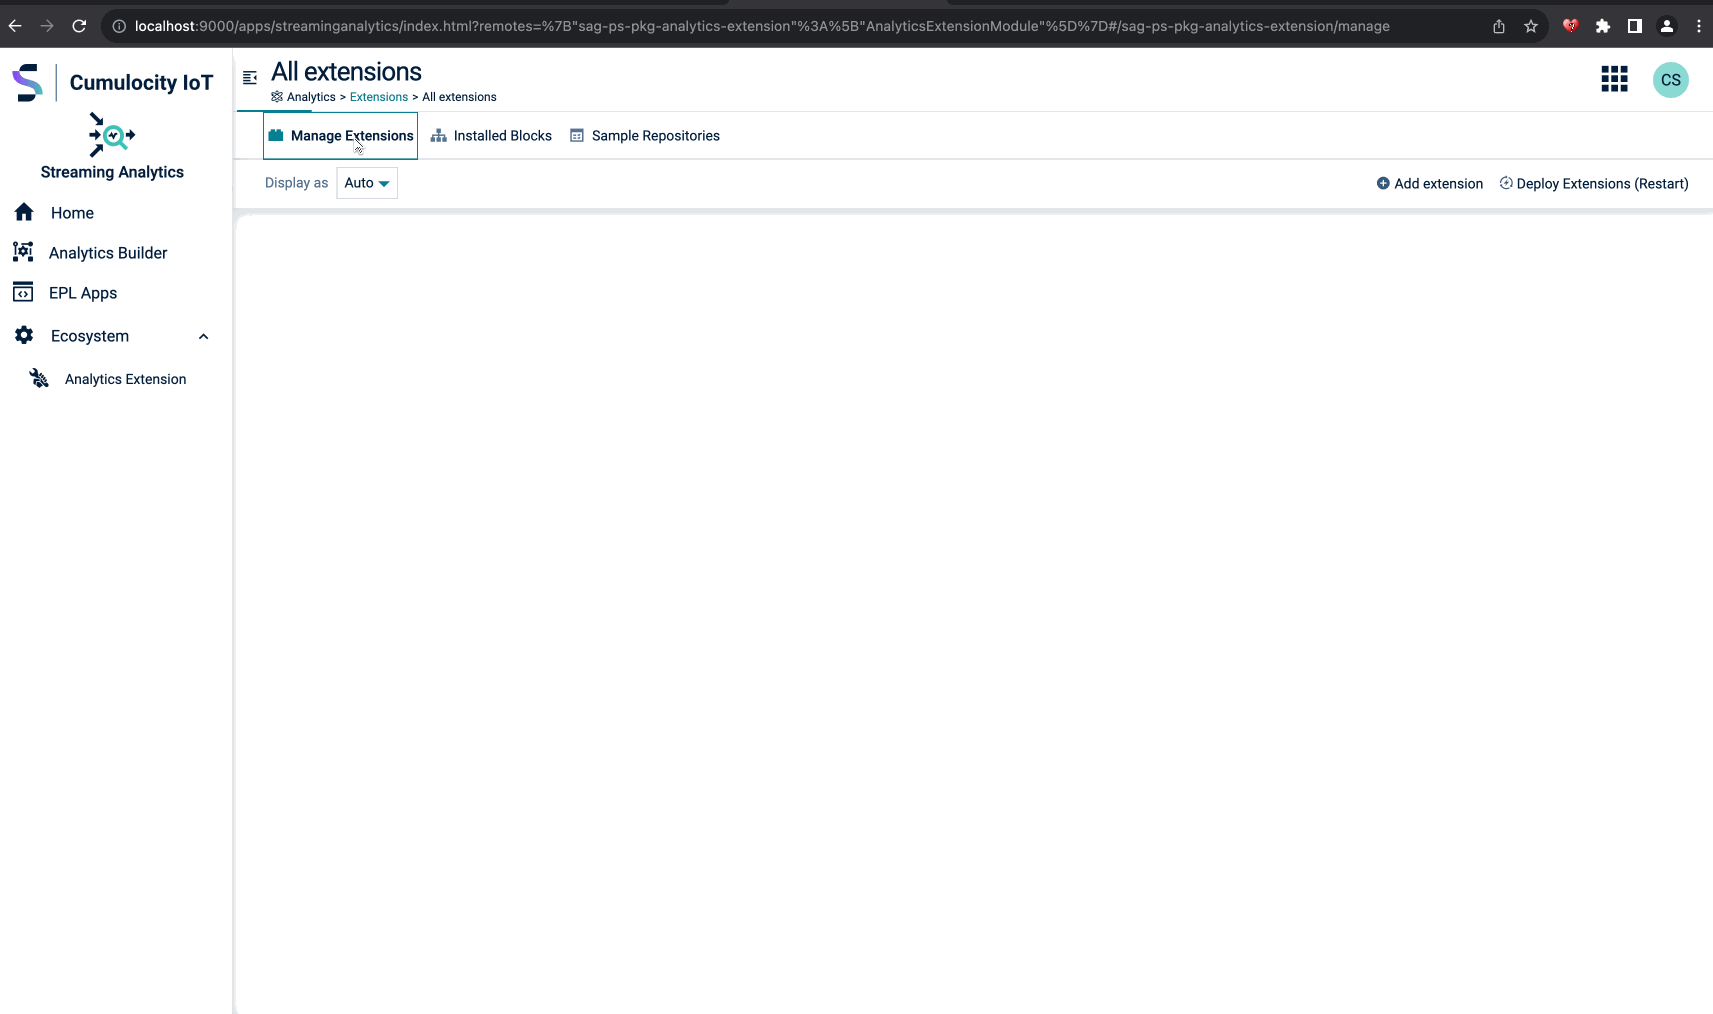 localhost:9000/apps/streaminganalytics/index.html?remotes=%7B"sag-ps-pkg-analytics-extension"%3A%5B"AnalyticsExtensionModule"%5D%7D#/sag-ps-pkg-analytics-extension/manage
Cumulocity IoT
Streaming Analytics
Home
Analytics Builder
EPL Apps
Ecosystem
Analytics Extension
All extensions
Analytics > Extensions > All extensions
CS
Manage Extensions Installed Blocks Sample Repositories
Display as Auto Add extension Deploy Extensions (Restart)